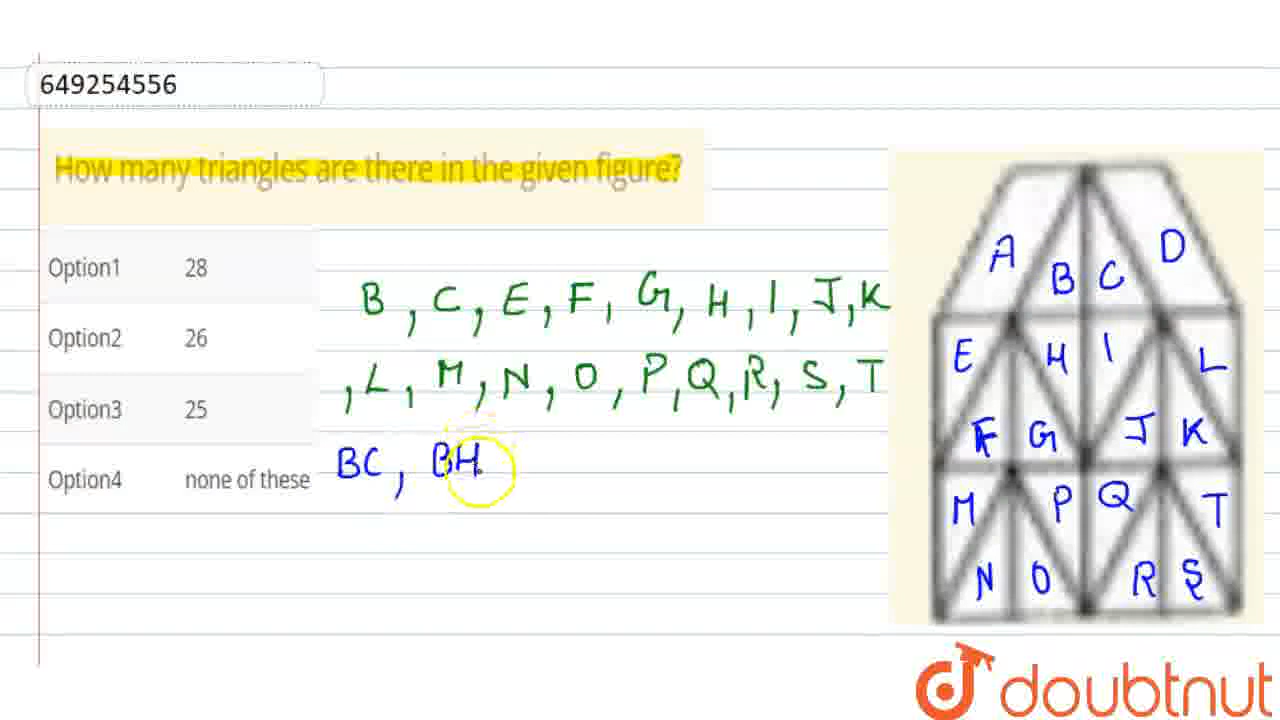 649254556
How many triangles are there in the given figure?
Option1 28
Option2 26
Option3 25
Option4 none of these
B, C, E, F, G, H, I, J, K
, L, M, N, O, P, Q, R, S, T
BC, BH
A B C D
E H I L
F G J K
M P Q T
N O R S
doubtnut